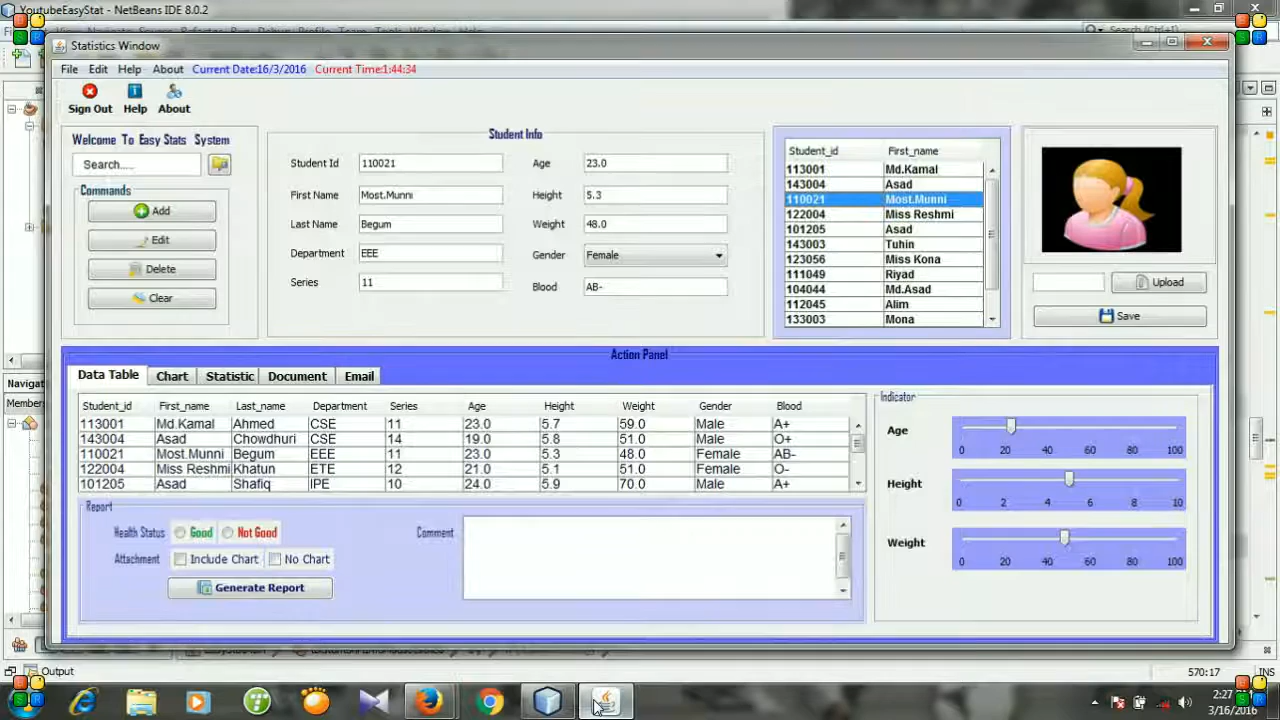 YoutubeEasyStat - NetBeans IDE 8.0.2
Statistics Window
File Edit Help About Current Date:16/3/2016 Current Time:1:44:34
Sign Out Help About
Welcome To Easy Stats System
Search....
Commands
Add
Edit
Delete
Clear
Student Info
Student Id 110021 Age 23.0
First Name Most.Munni Height 5.3
Last Name Begum Weight 48.0
Department EEE Gender Female
Series 11 Blood AB-
Student_id First_name
113001 Md.Kamal
143004 Asad
110021 Most.Munni
122004 Miss Reshmi
101205 Asad
143003 Tuhin
123056 Miss Kona
111049 Riyad
104044 Md.Asad
112045 Alim
133003 Mona
Upload
Save
Action Panel
Data Table Chart Statistic Document Email
Student_id First_name Last_name Department Series Age Height Weight Gender Blood
113001 Md.Kamal Ahmed CSE 11 23.0 5.7 59.0 Male A+
143004 Asad Chowdhuri CSE 14 19.0 5.8 51.0 Male O+
110021 Most.Munni Begum EEE 11 23.0 5.3 48.0 Female AB-
122004 Miss Reshmi Khatun ETE 12 21.0 5.1 51.0 Female O-
101205 Asad Shafiq IPE 10 24.0 5.9 70.0 Male A+
Report
Health Status Good Not Good Comment
Attachment Include Chart No Chart
Generate Report
Indicator
Age
0 20 40 60 80 100
Height
0 2 4 6 8 10
Weight
0 20 40 60 80 100
Navigat
Member
Output
570:17 INS
2:27
3/16/2016